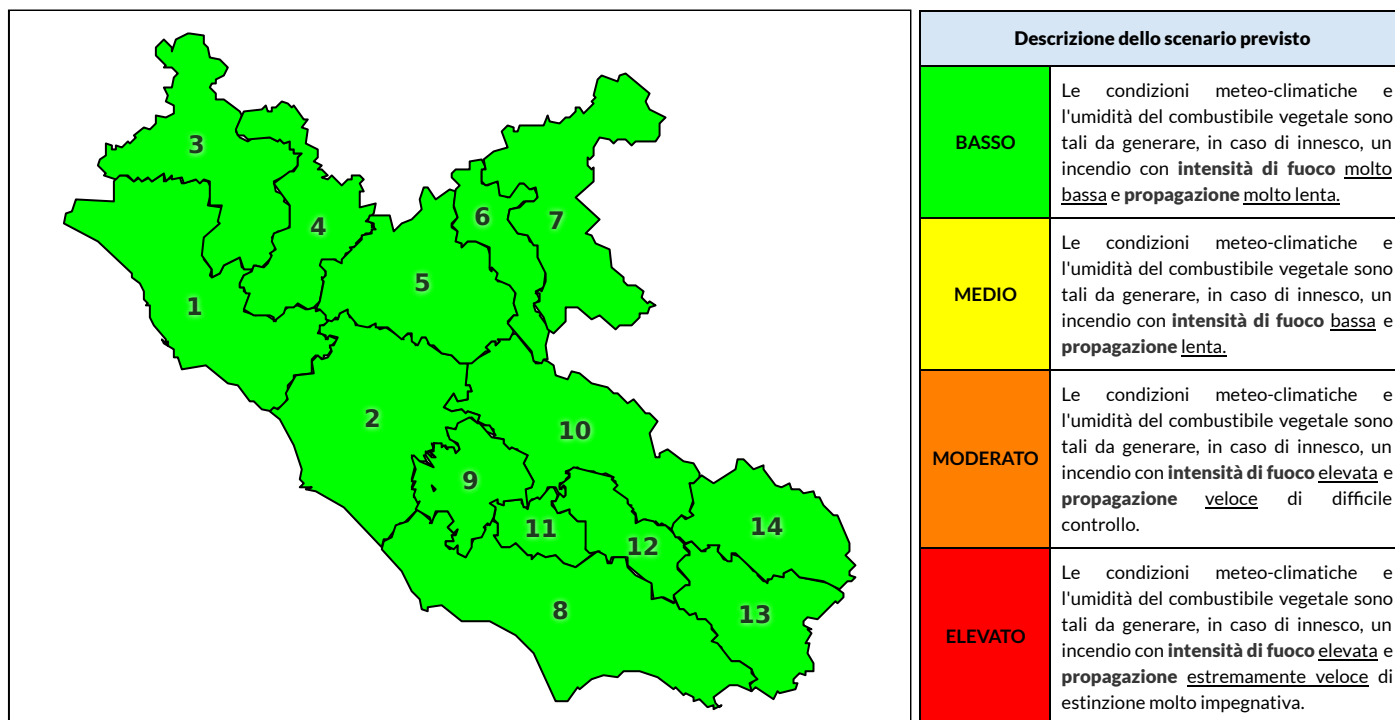 3
4
6
7
5
1
2
10
9
11
14
12
8
13
Descrizione dello scenario previsto
BASSO
Le condizioni meteo-climatiche e
l'umidità del combustibile vegetale sono
tali da generare, in caso di innesco, un
incendio con intensità di fuoco molto
bassa e propagazione molto lenta.
MEDIO
Le condizioni meteo-climatiche e
l'umidità del combustibile vegetale sono
tali da generare, in caso di innesco, un
incendio con intensità di fuoco bassa e
propagazione lenta.
MODERATO
Le condizioni meteo-climatiche e
l'umidità del combustibile vegetale sono
tali da generare, in caso di innesco, un
incendio con intensità di fuoco elevata e
propagazione veloce di difficile
controllo.
ELEVATO
Le condizioni meteo-climatiche e
l'umidità del combustibile vegetale sono
tali da generare, in caso di innesco, un
incendio con intensità di fuoco elevata e
propagazione estremamente veloce di
estinzione molto impegnativa.